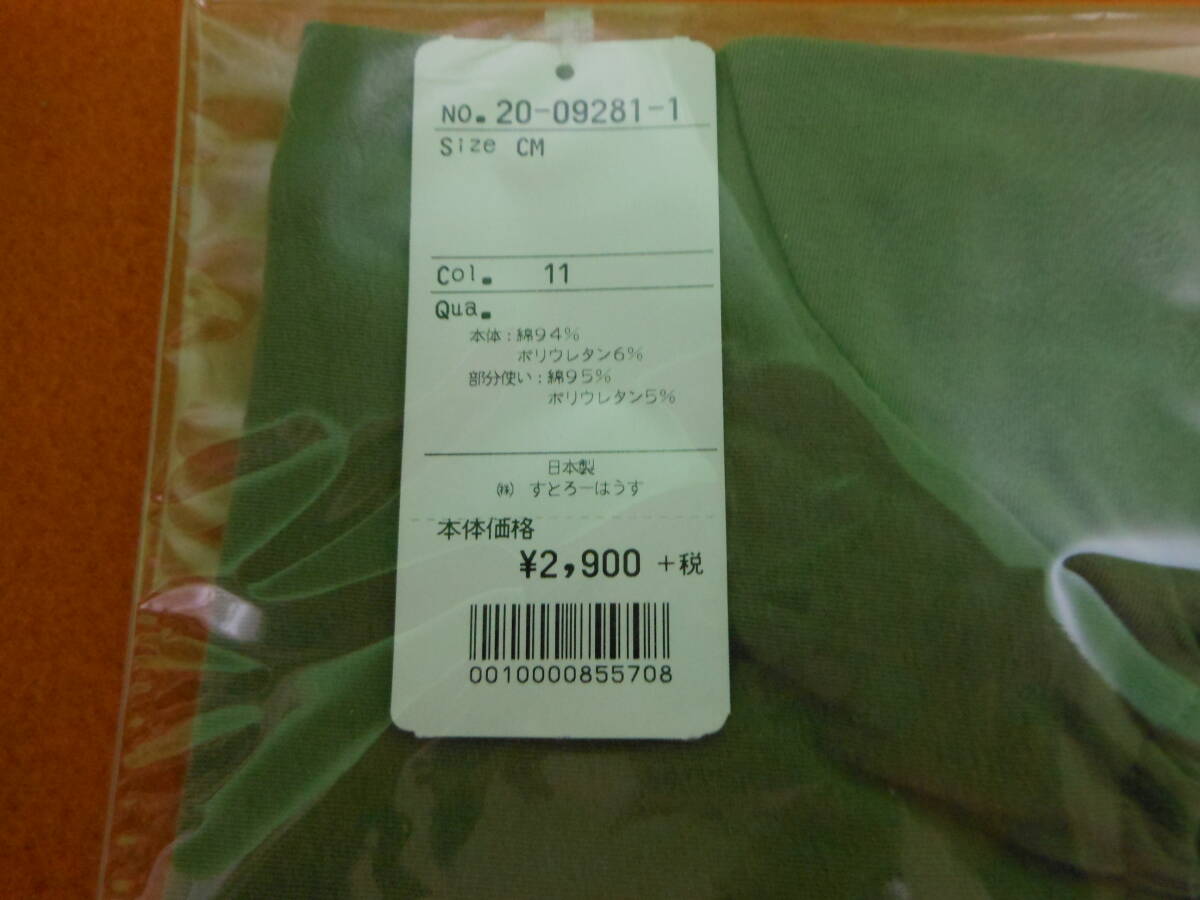 NO. 20-09281-1
Size CM
Col. 11
Qua.
本体:綿94%
ポリウレタン6%
部分使い:綿95%
ポリウレタン5%
日本製
㈱ すとろーはうす
本体価格
¥2,900 +税
0010000855708